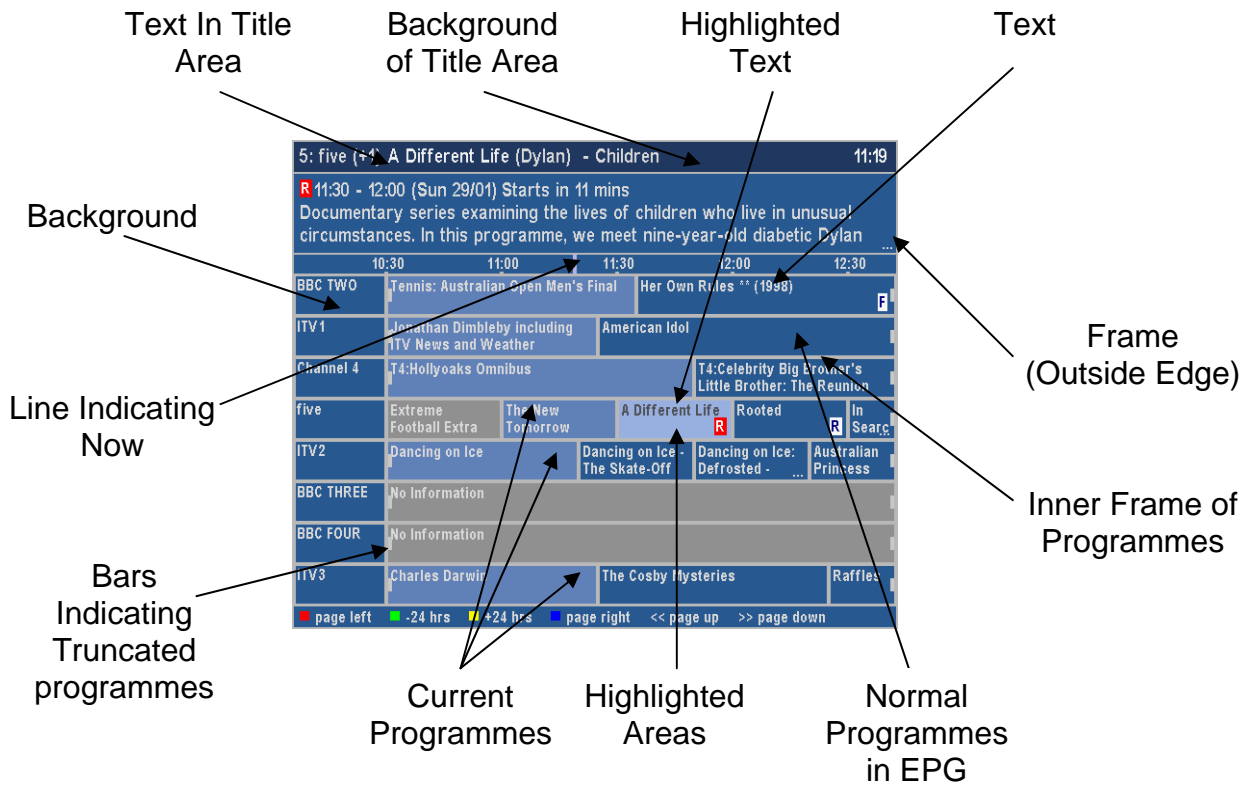 Text In Title
Area
Background
of Title Area
Highlighted
Text
Text
5: five (+1) A Different Life (Dylan) - Children 11:19
R 11:30 - 12:00 (Sun 29/01) Starts in 11 mins
Documentary series examining the lives of children who live in unusual
circumstances. In this programme, we meet nine-year-old diabetic Dylan
...
10:30 11:00 11:30 12:00 12:30
BBC TWO
Tennis: Australian Open Men's Final
Her Own Rules ** (1998)
F
ITV1
Jonathan Dimbleby including
ITV News and Weather
American Idol
Channel 4
T4:Hollyoaks Omnibus
T4:Celebrity Big Brother's
Little Brother: The Reunion
five
Extreme
Football Extra
The New
Tomorrow
A Different Life
R
Rooted
R
In
Searc
...
ITV2
Dancing on Ice
Dancing on Ice -
The Skate-Off
Dancing on Ice:
Defrosted - ...
Australian
Princess
BBC THREE
No Information
BBC FOUR
No Information
ITV3
Charles Darwin
The Cosby Mysteries
Raffles
page left -24 hrs +24 hrs page right << page up >> page down
Background
Line Indicating
Now
Bars
Indicating
Truncated
programmes
Frame
(Outside Edge)
Inner Frame of
Programmes
Current
Programmes
Highlighted
Areas
Normal
Programmes
in EPG